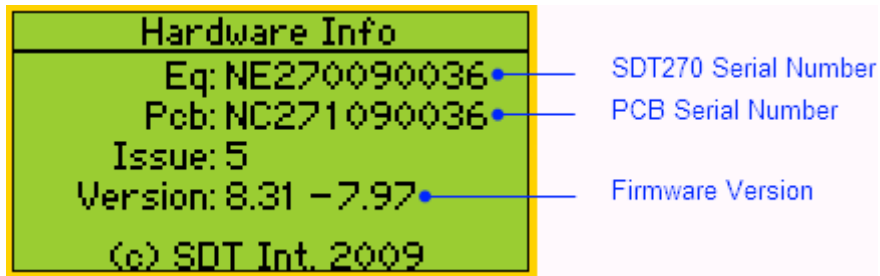 Hardware Info
Eq: NE270090036 SDT270 Serial Number
Pcb: NC271090036 PCB Serial Number
Issue: 5
Version: 8.31 -7.97 Firmware Version
(c) SDT Int. 2009